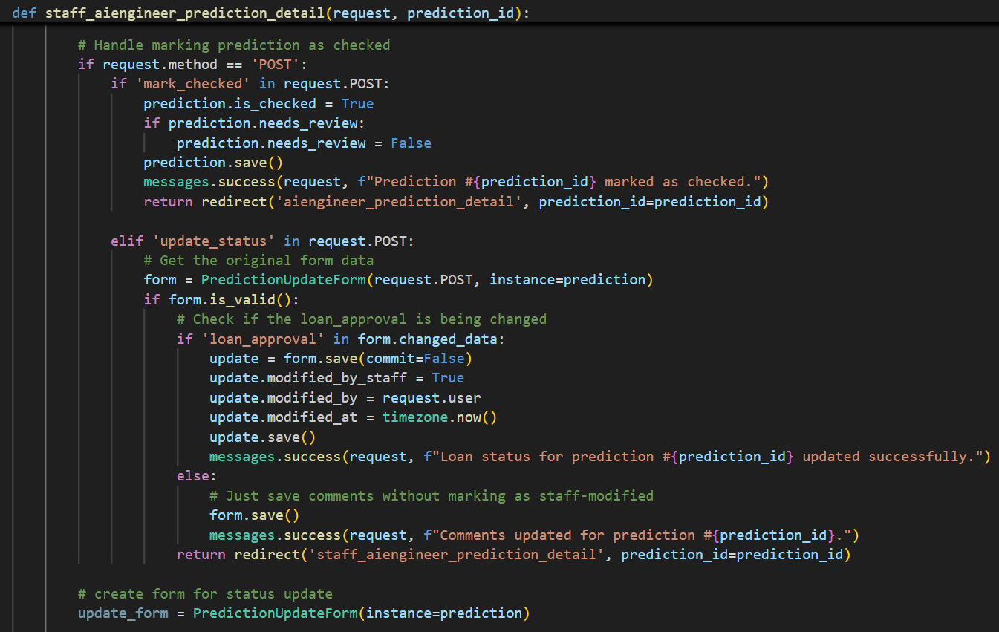 def staff_aiengineer_prediction_detail(request, prediction_id):
# Handle marking prediction as checked
if request.method == 'POST':
if 'mark_checked' in request.POST:
prediction.is_checked = True
if prediction.needs_review:
prediction.needs_review = False
prediction.save()
messages.success(request, f"Prediction #{prediction_id} marked as checked.")
return redirect('aiengineer_prediction_detail', prediction_id=prediction_id)
elif 'update_status' in request.POST:
# Get the original form data
form = PredictionUpdateForm(request.POST, instance=prediction)
if form.is_valid():
# Check if the loan_approval is being changed
if 'loan_approval' in form.changed_data:
update = form.save(commit=False)
update.modified_by_staff = True
update.modified_by = request.user
update.modified_at = timezone.now()
update.save()
messages.success(request, f"Loan status for prediction #{prediction_id} updated successfully.")
else:
# Just save comments without marking as staff-modified
form.save()
messages.success(request, f"Comments updated for prediction #{prediction_id}.")
return redirect('staff_aiengineer_prediction_detail', prediction_id=prediction_id)
# create form for status update
update_form = PredictionUpdateForm(instance=prediction)